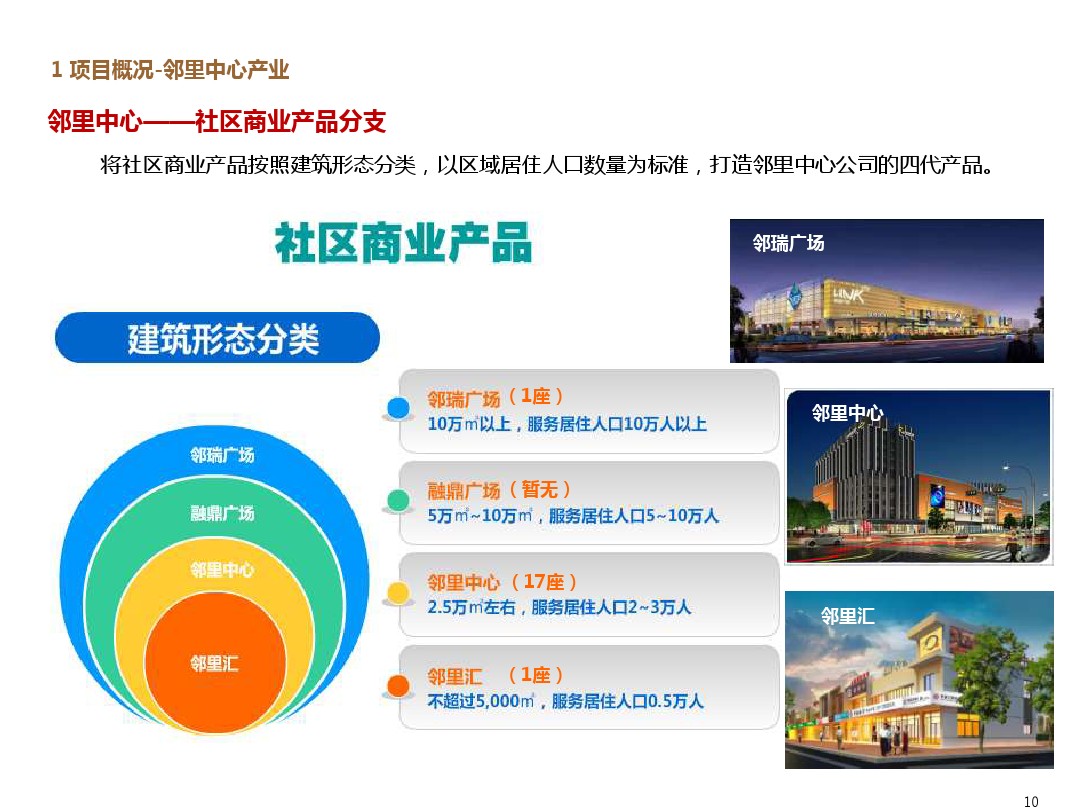 1 项目概况-邻里中心产业
邻里中心——社区商业产品分支
将社区商业产品按照建筑形态分类，以区域居住人口数量为标准，打造邻里中心公司的四代产品。
社区商业产品
建筑形态分类
邻瑞广场
融鼎广场
邻里中心
邻里汇
邻瑞广场（1座）
10万㎡以上，服务居住人口10万人以上
融鼎广场（暂无）
5万㎡~10万㎡，服务居住人口5~10万人
邻里中心（17座）
2.5万㎡左右，服务居住人口2~3万人
邻里汇 （1座）
不超过5,000㎡，服务居住人口0.5万人
邻瑞广场
LINK
邻里中心
邻里汇
10